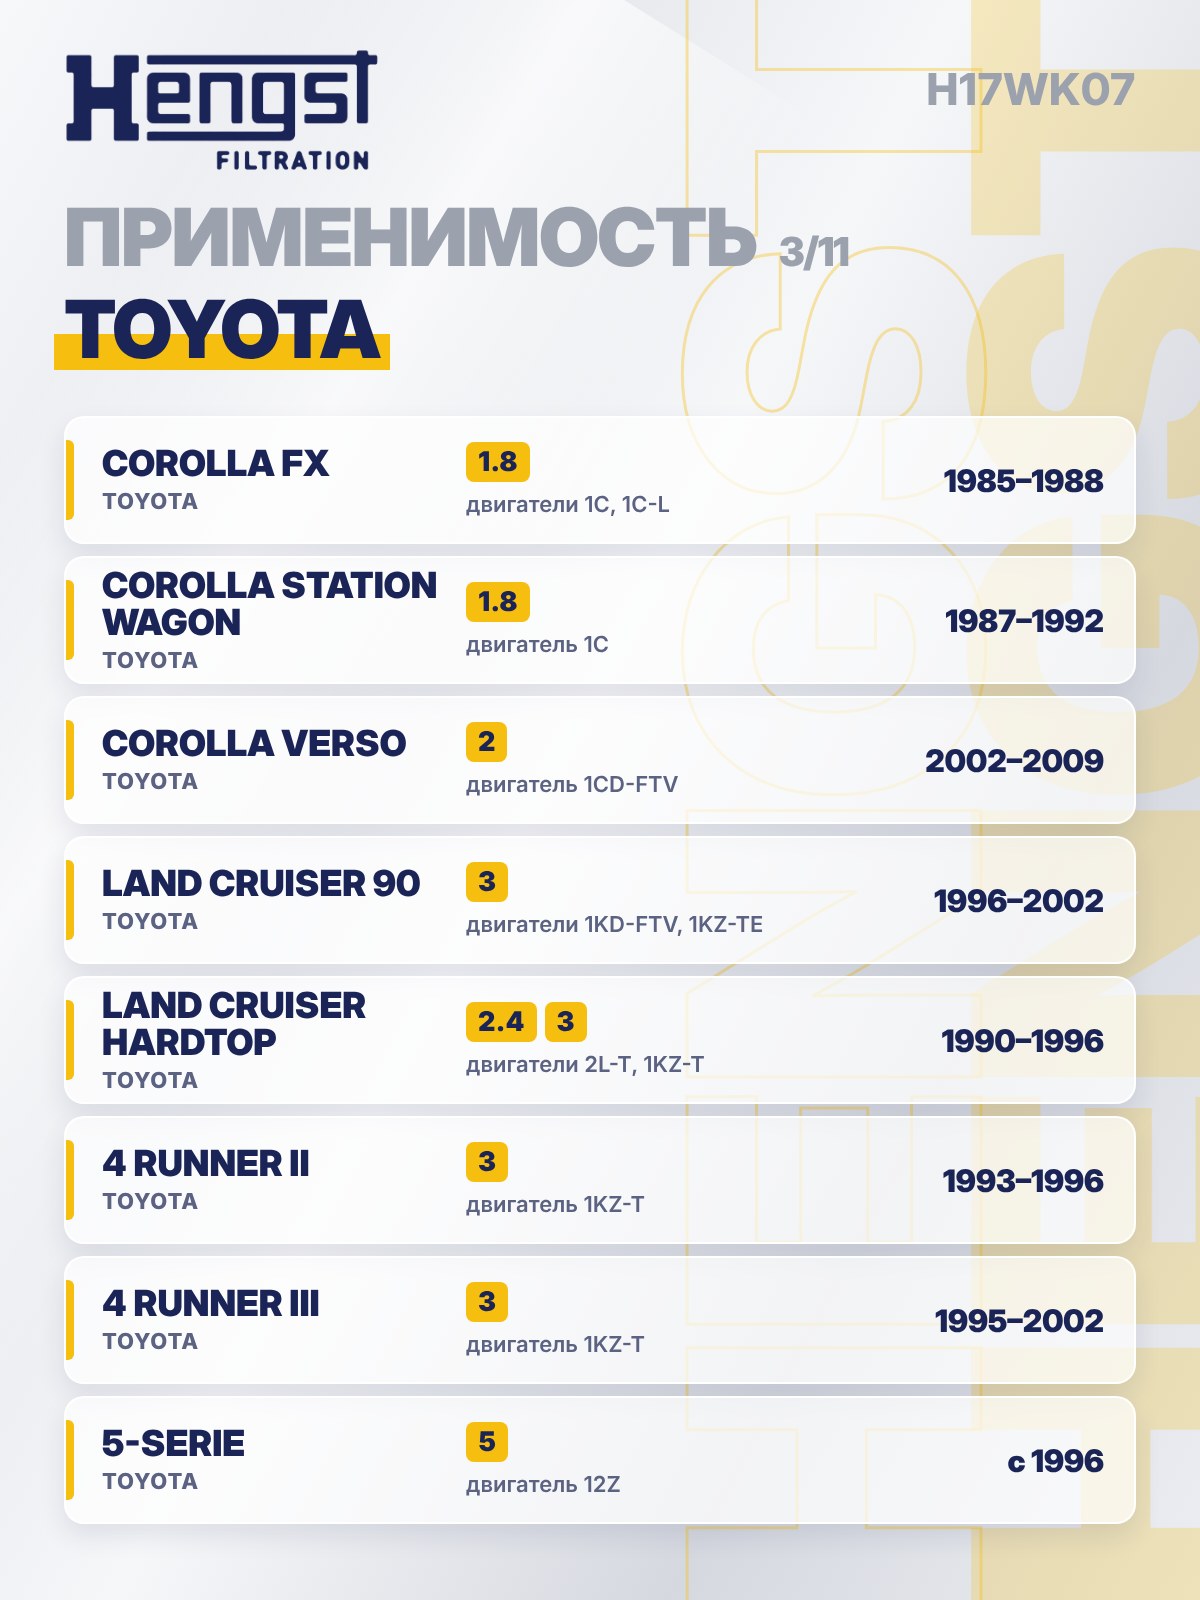 Hengst
FILTRATION
H17WK07
ПРИМЕНИМОСТЬ 3/11
TOYOTA
COROLLA FX
TOYOTA
1.8
двигатели 1C, 1C-L
1985–1988
COROLLA STATION
WAGON
TOYOTA
1.8
двигатель 1C
1987–1992
COROLLA VERSO
TOYOTA
2
двигатель 1CD-FTV
2002–2009
LAND CRUISER 90
TOYOTA
3
двигатели 1KD-FTV, 1KZ-TE
1996–2002
LAND CRUISER
HARDTOP
TOYOTA
2.4 3
двигатели 2L-T, 1KZ-T
1990–1996
4 RUNNER II
TOYOTA
3
двигатель 1KZ-T
1993–1996
4 RUNNER III
TOYOTA
3
двигатель 1KZ-T
1995–2002
5-SERIE
TOYOTA
5
двигатель 12Z
с 1996
HENGST
HENGST